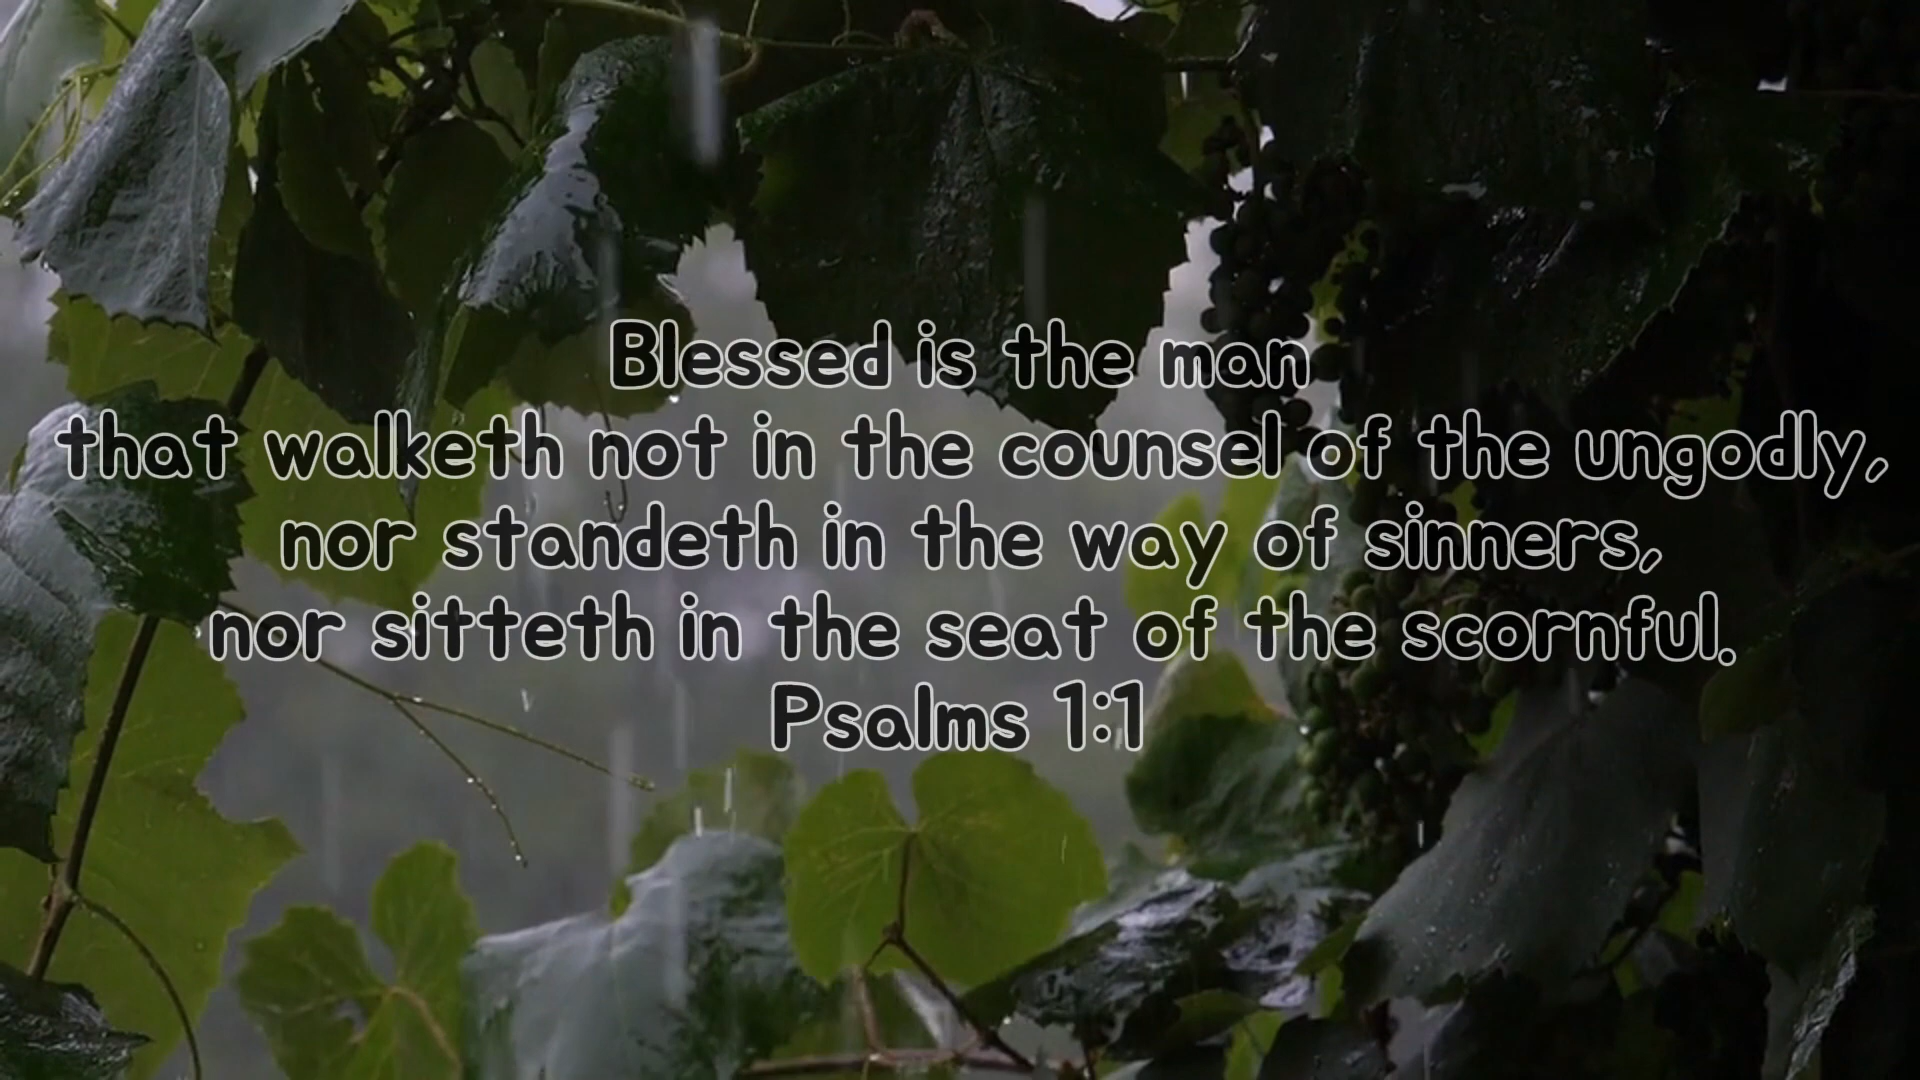 Blessed is the man
that walketh not in the counsel of the ungodly,
nor standeth in the way of sinners,
nor sitteth in the seat of the scornful.
Psalms 1:1